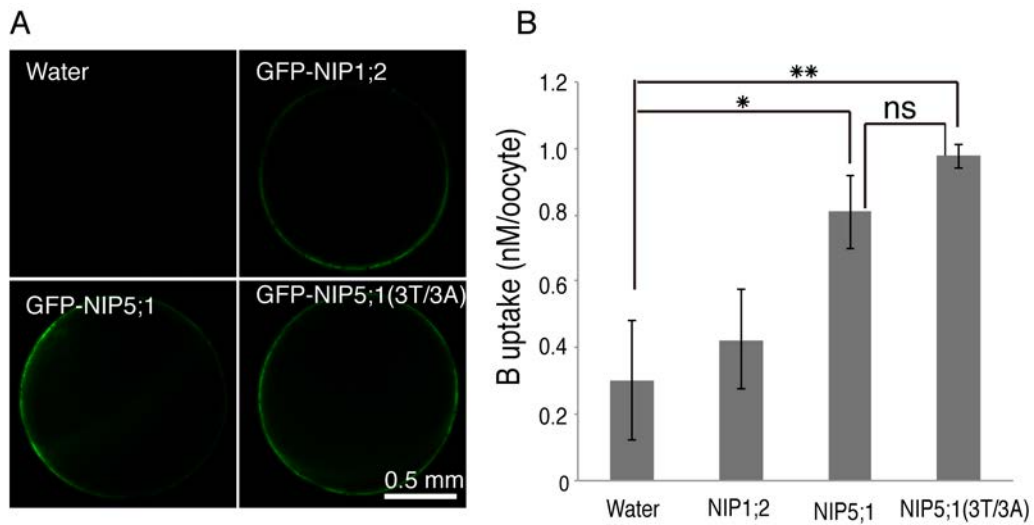 A
Water
GFP-NIP1;2
GFP-NIP5;1
GFP-NIP5;1(3T/3A)
0.5 mm
B
B uptake (nM/oocyte)
1.2
1.0
0.8
0.6
0.4
0.2
0
**
*
ns
Water
NIP1;2
NIP5;1
NIP5;1(3T/3A)